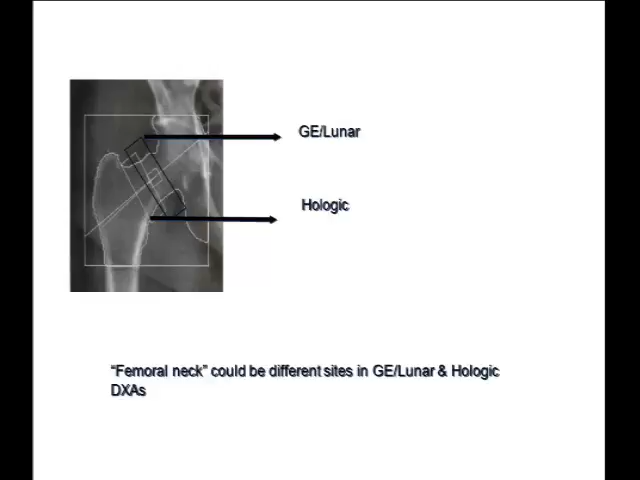 GE/Lunar
Hologic
“Femoral neck” could be different sites in GE/Lunar & Hologic
DXAs